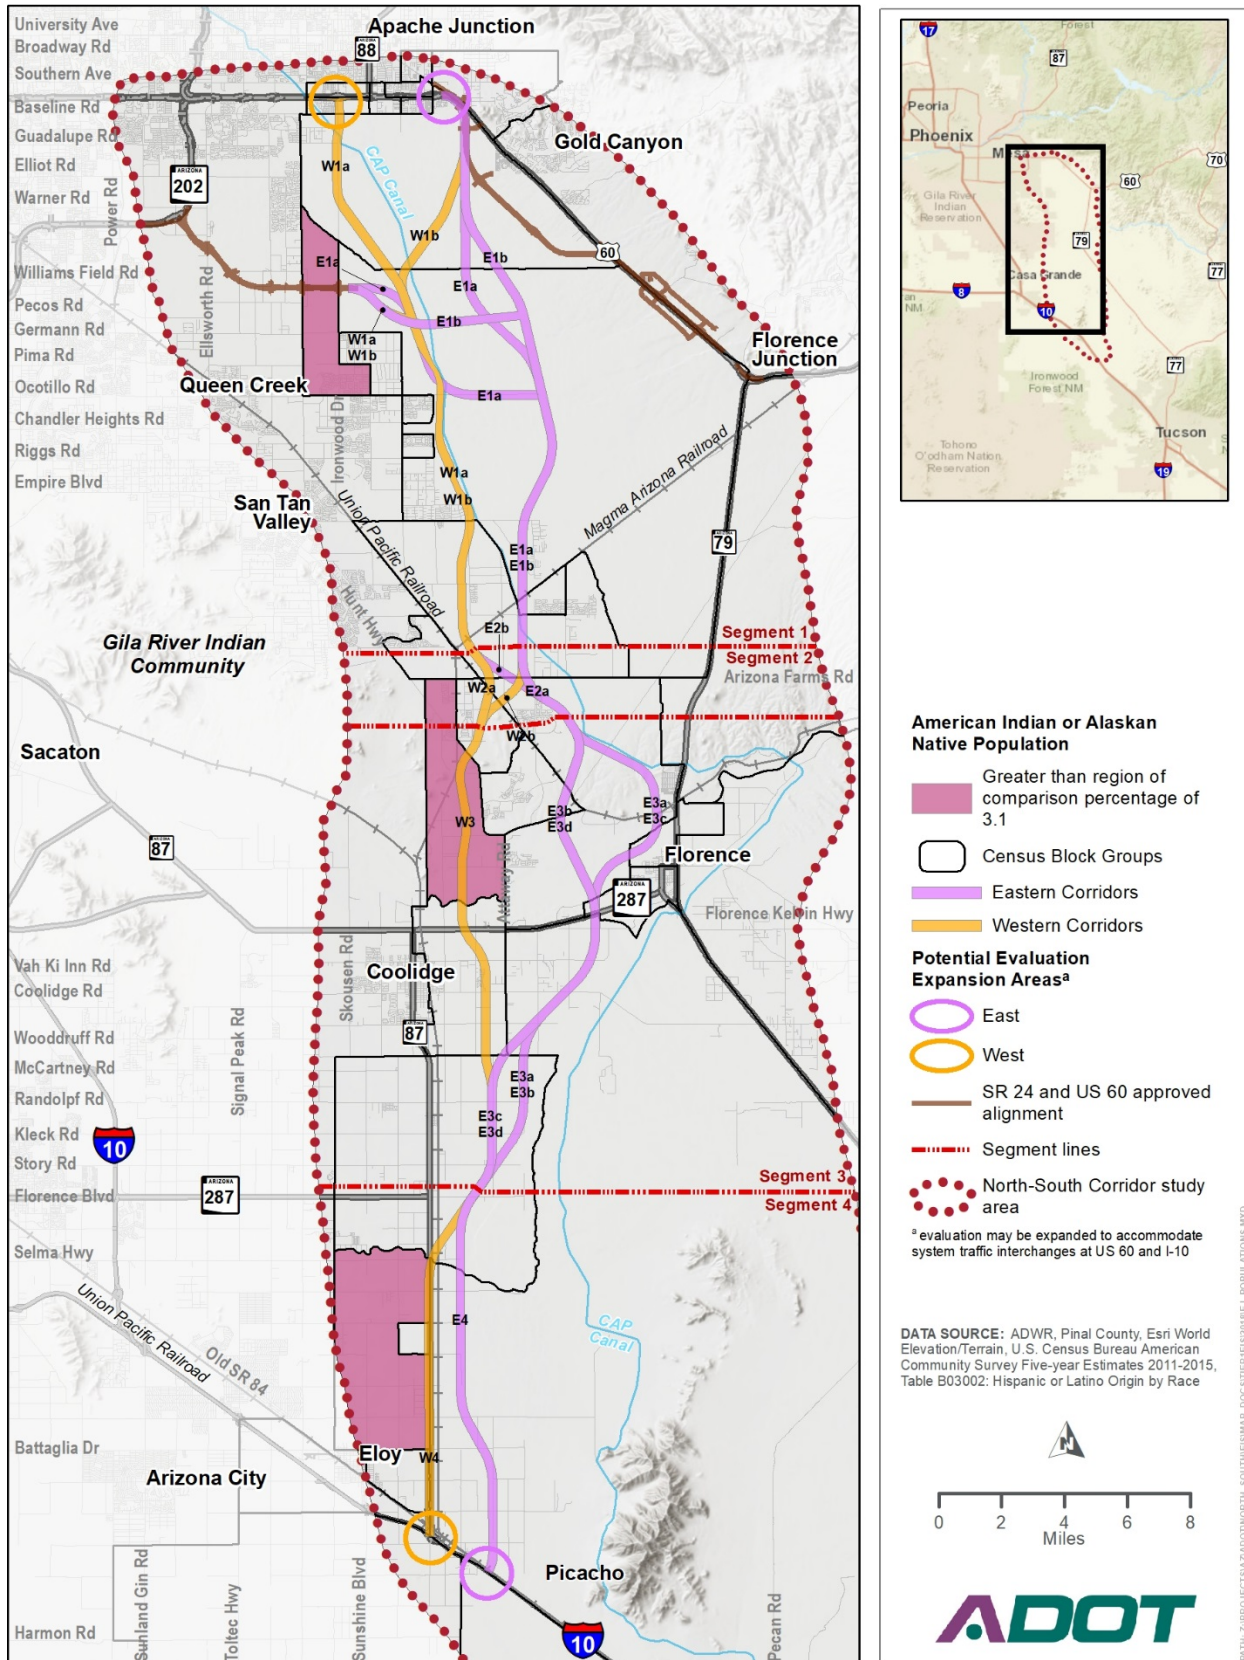 University Ave
Broadway Rd
Southern Ave
Baseline Rd
Guadalupe Rd
Elliot Rd
Warner Rd
Williams Field Rd
Pecos Rd
Germann Rd
Pima Rd
Ocotillo Rd
Chandler Heights Rd
Riggs Rd
Empire Blvd
Apache Junction
ARIZONA
88
Gold Canyon
CAP Canal
W1a
ARIZONA
202
Power Rd
W1b
60
E1a
E1b
E1a
Ellsworth Rd
E1b
W1a
W1b
Florence
Junction
Queen Creek
E1a
Ironwood Dr
W1a
W1b
Magma Arizona Railroad
San Tan
Valley
Union Pacific Railroad
79
E1a
E1b
Hunt Hwy
Gila River Indian
Community
E2b
Segment 1
Segment 2
Arizona Farms Rd
W2a
E2a
W2b
Sacaton
E3b
E3d
E3a
E3c
W3
87
Attaway Rd
Florence
ARIZONA
287
Florence Kelvin Hwy
Vah Ki Inn Rd
Coolidge Rd
Wooddruff Rd
McCartney Rd
Randolpf Rd
Kleck Rd
Story Rd
Florence Blvd
Selma Hwy
Skousen Rd
Coolidge
87
Signal Peak Rd
E3a
E3b
E3c
E3d
10
ARIZONA
287
Segment 3
Segment 4
Union Pacific Railroad
Old SR 84
E4
CAP
Canal
Battaglia Dr
Eloy
W4
Arizona City
Picacho
Harmon Rd
Sunland Gin Rd
Toltec Hwy
Sunshine Blvd
10
Pecan Rd
17
Forest
87
Peoria
Phoenix
Mesa
60
70
Gila River
Indian
Reservation
79
Casa Grande
77
8
an
NM
10
Ironwood
Forest NM
77
Tucson
Tohono
O'odham Nation
Reservation
19
American Indian or Alaskan
Native Population
Greater than region of
comparison percentage of
3.1
Census Block Groups
Eastern Corridors
Western Corridors
Potential Evaluation
Expansion Areasª
East
West
SR 24 and US 60 approved
alignment
Segment lines
North-South Corridor study
area
ª evaluation may be expanded to accommodate
system traffic interchanges at US 60 and I-10
DATA SOURCE: ADWR, Pinal County, Esri World
Elevation/Terrain, U.S. Census Bureau American
Community Survey Five-year Estimates 2011-2015,
Table B03002: Hispanic or Latino Origin by Race
N
0 2 4 6 8
Miles
ADOT